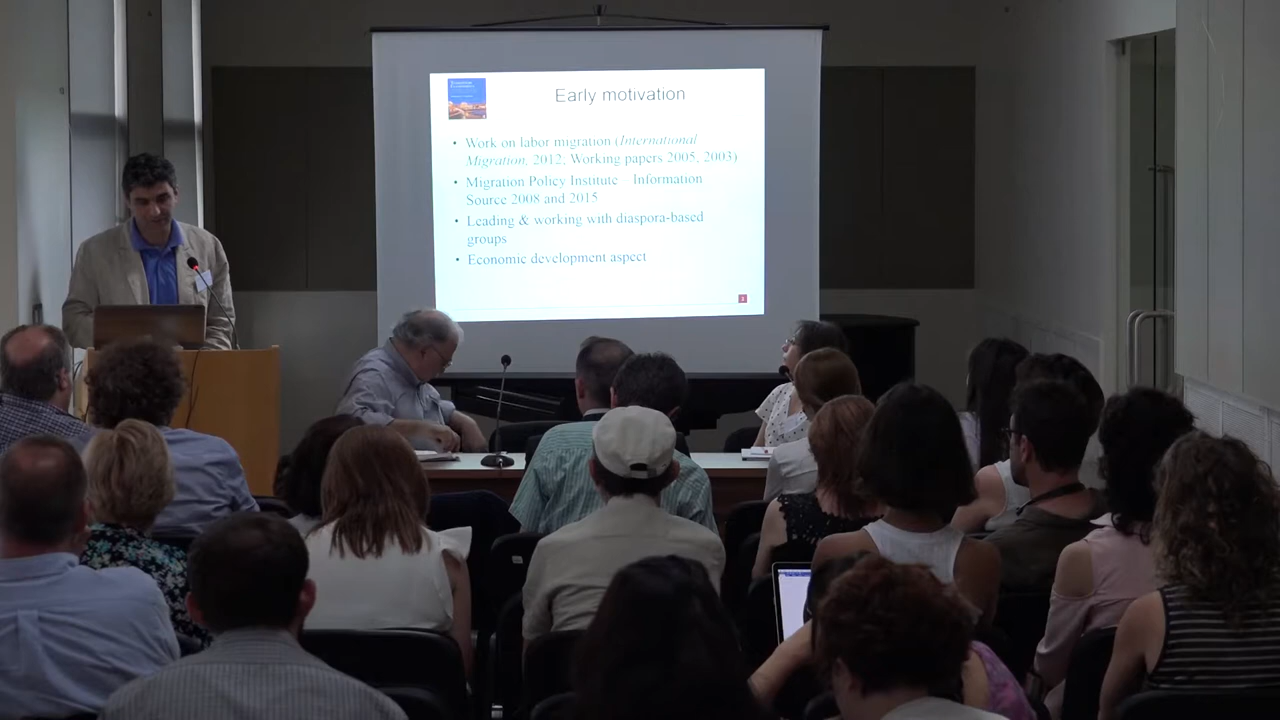 Early motivation
• Work on labor migration (International
Migration, 2012; Working papers 2005, 2003)
• Migration Policy Institute – Information
Source 2008 and 2015
• Leading & working with diaspora-based
groups
• Economic development aspect